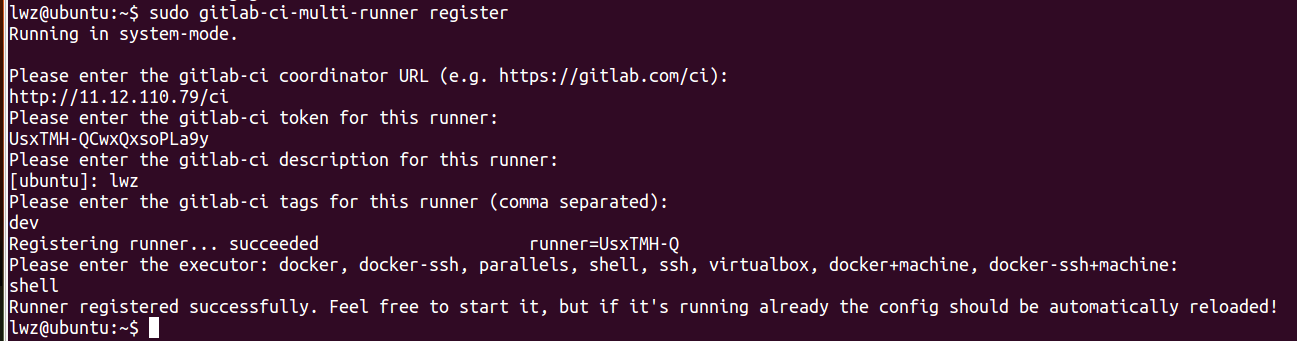 lwz@ubuntu:~$ sudo gitlab-ci-multi-runner register
Running in system-mode.
Please enter the gitlab-ci coordinator URL (e.g. https://gitlab.com/ci):
http://11.12.110.79/ci
Please enter the gitlab-ci token for this runner:
UsxTMH-QCwxQxsoPLa9y
Please enter the gitlab-ci description for this runner:
[ubuntu]: lwz
Please enter the gitlab-ci tags for this runner (comma separated):
dev
Registering runner... succeeded                     runner=UsxTMH-Q
Please enter the executor: docker, docker-ssh, parallels, shell, ssh, virtualbox, docker+machine, docker-ssh+machine:
shell
Runner registered successfully. Feel free to start it, but if it's running already the config should be automatically reloaded!
lwz@ubuntu:~$